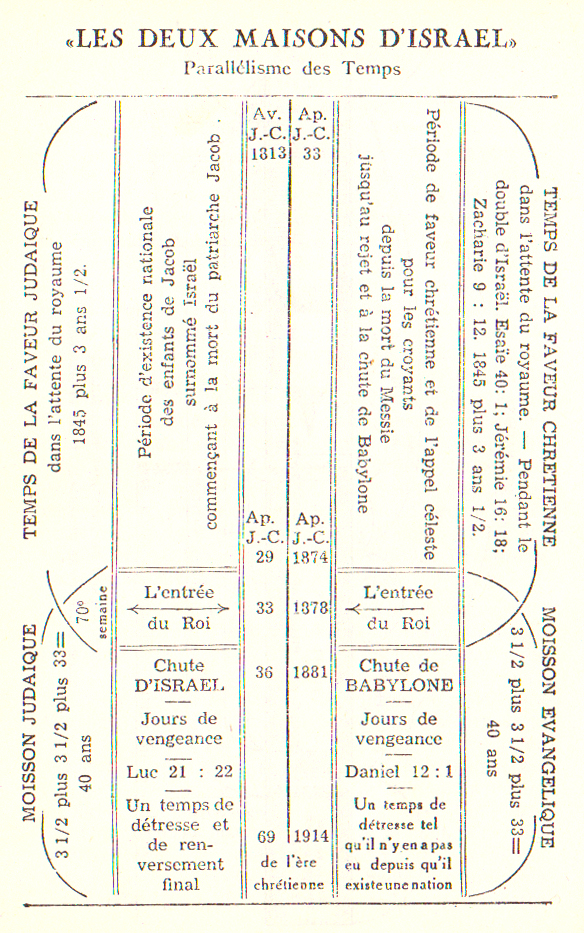 «LES DEUX MAISONS D'ISRAEL»
Parallélisme des Temps
TEMPS DE LA FAVEUR JUDAIQUE
dans l'attente du royaume
1845 plus 3 ans 1/2.
Période d'existence nationale
des enfants de Jacob
surnommé Israël
commençant à la mort du patriarche Jacob.
Av. Ap.
J.-C. J.-C.
1813 33
Période de faveur chrétienne et de l'appel céleste
pour les croyants
depuis la mort du Messie
jusqu'au rejet et à la chute de Babylone
TEMPS DE LA FAVEUR CHRETIENNE
dans l'attente du royaume. — Pendant le
double d'Israël. Esaïe 40: 1; Jérémie 16: 18;
Zacharie 9 : 12. 1845 plus 3 ans 1/2.
Ap. Ap.
J.-C. J.-C.
29 1874
MOISSON JUDAIQUE
3 1/2 plus 3 1/2 plus 33=
40 ans
70e
semaine
L'entrée
du Roi
33 1878
L'entrée
du Roi
Chute
D'ISRAEL
36 1881
Chute de
BABYLONE
Jours de
vengeance
Jours de
vengeance
Luc 21 : 22
Daniel 12 : 1
Un temps de
détresse et
de ren-
versement
final
69 1914
de l'ère
chrétienne
Un temps de
détresse tel
qu'il n'y en a pas
eu depuis qu'il
existe une nation
MOISSON EVANGELIQUE
3 1/2 plus 3 1/2 plus 33=
40 ans